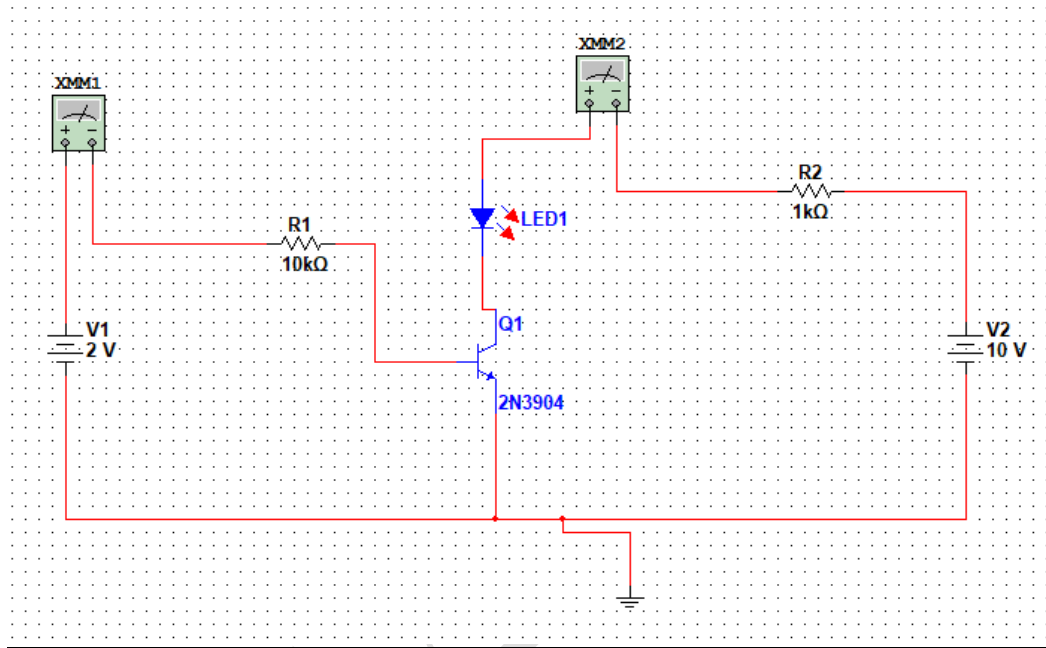 XMM2
XMM1
+ −
+ −
R2
1kΩ
LED1
R1
10kΩ
Q1
V1
2 V
V2
10 V
2N3904